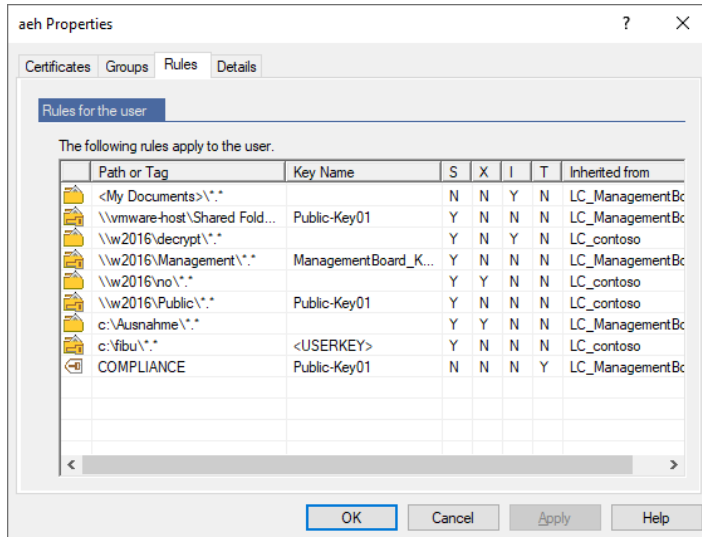 aeh Properties ? ×
Certificates Groups Rules Details
Rules for the user
The following rules apply to the user.
Path or Tag Key Name S X I T Inherited from
<My Documents>\*.* N N Y N LC_ManagementBo
\\vmware-host\Shared Fold... Public-Key01 Y N N N LC_ManagementBo
\\w2016\decrypt\*.* Y N Y N LC_contoso
\\w2016\Management\*.* ManagementBoard_K... Y N N N LC_ManagementBo
\\w2016\no\*.* Y Y N N LC_contoso
\\w2016\Public\*.* Public-Key01 Y N N N LC_contoso
c:\Ausnahme\*.* Y Y N N LC_ManagementBo
c:\fibu\*.* <USERKEY> Y N N N LC_contoso
COMPLIANCE Public-Key01 N N N Y LC_ManagementBo
OK Cancel Apply Help